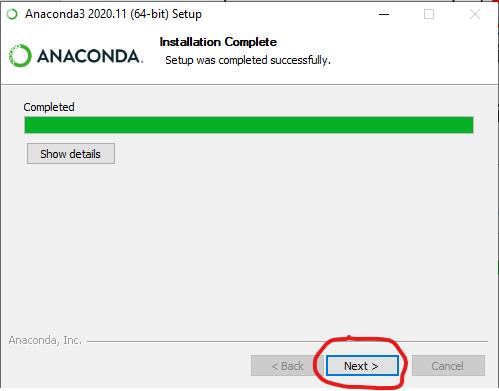 Anaconda3 2020.11 (64-bit) Setup
ANACONDA.
Installation Complete
Setup was completed successfully.
Completed
Show details
Anaconda, Inc.
< Back
Next >
Cancel